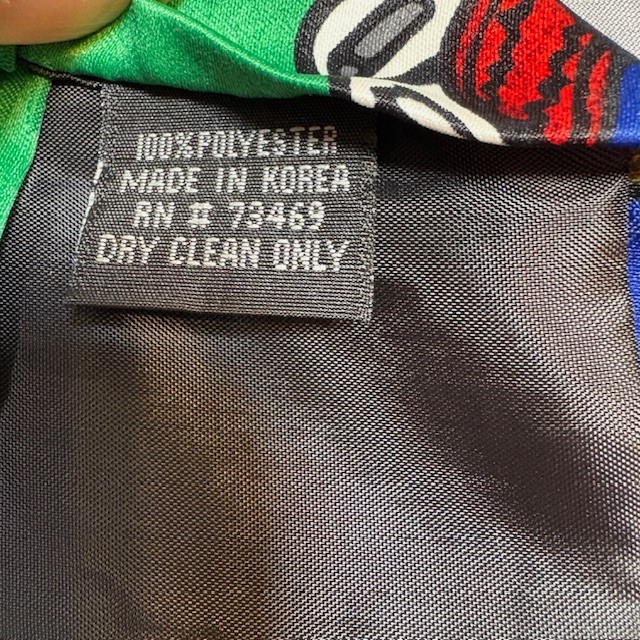 100% POLYESTER
MADE IN KOREA
RN # 73469
DRY CLEAN ONLY